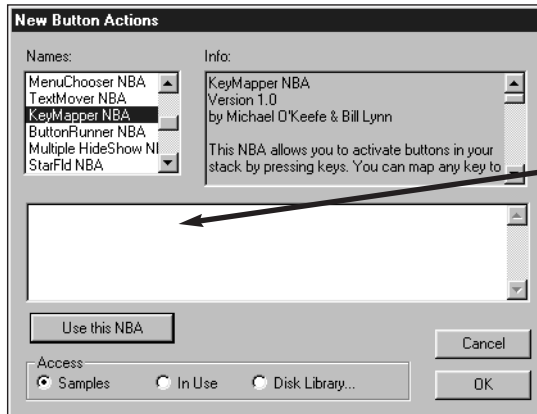 New Button Actions
Names:
Info:
MenuChooser NBA
TextMover NBA
KeyMapper NBA
ButtonRunner NBA
Multiple HideShow NI
StarFld NBA
KeyMapper NBA
Version 1.0
by Michael O'Keefe & Bill Lynn
This NBA allows you to activate buttons in your
stack by pressing keys. You can map any key to
Use this NBA
Cancel
Access
Samples
In Use
Disk Library...
OK